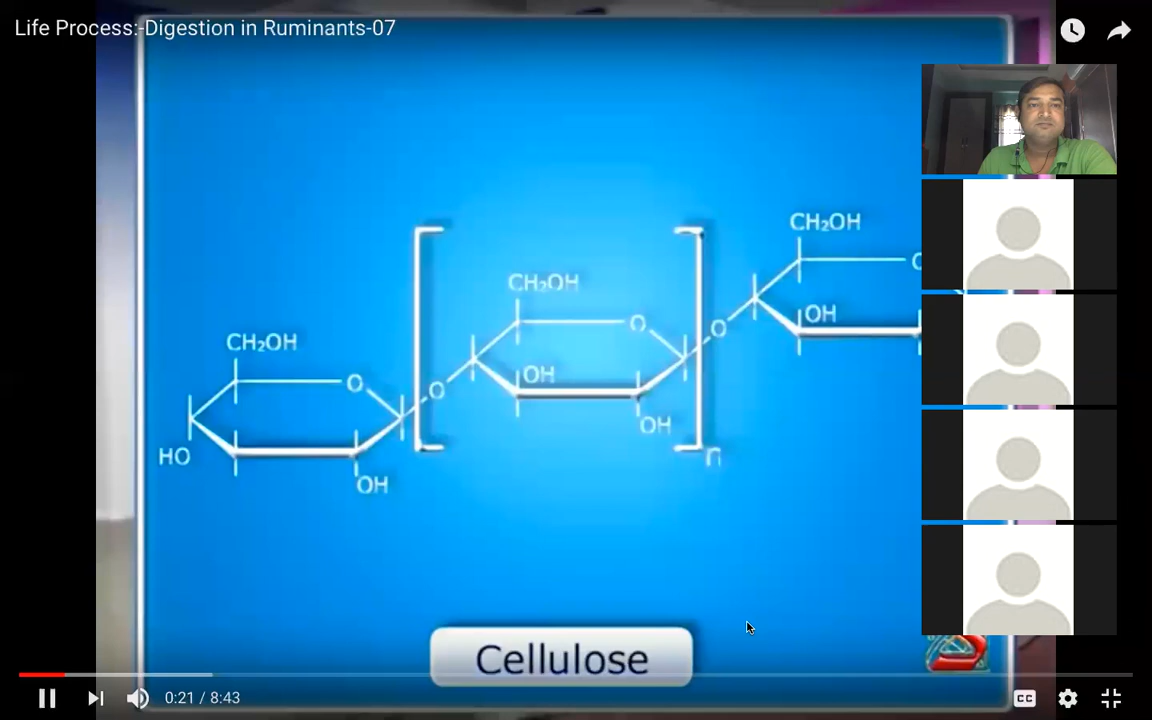 Life Process:-Digestion in Ruminants-07
CH₂OH
O
OH
CH₂OH
O
OH
OH
n
O
CH₂OH
O
HO
OH
O
Cellulose
0:21 / 8:43
CC